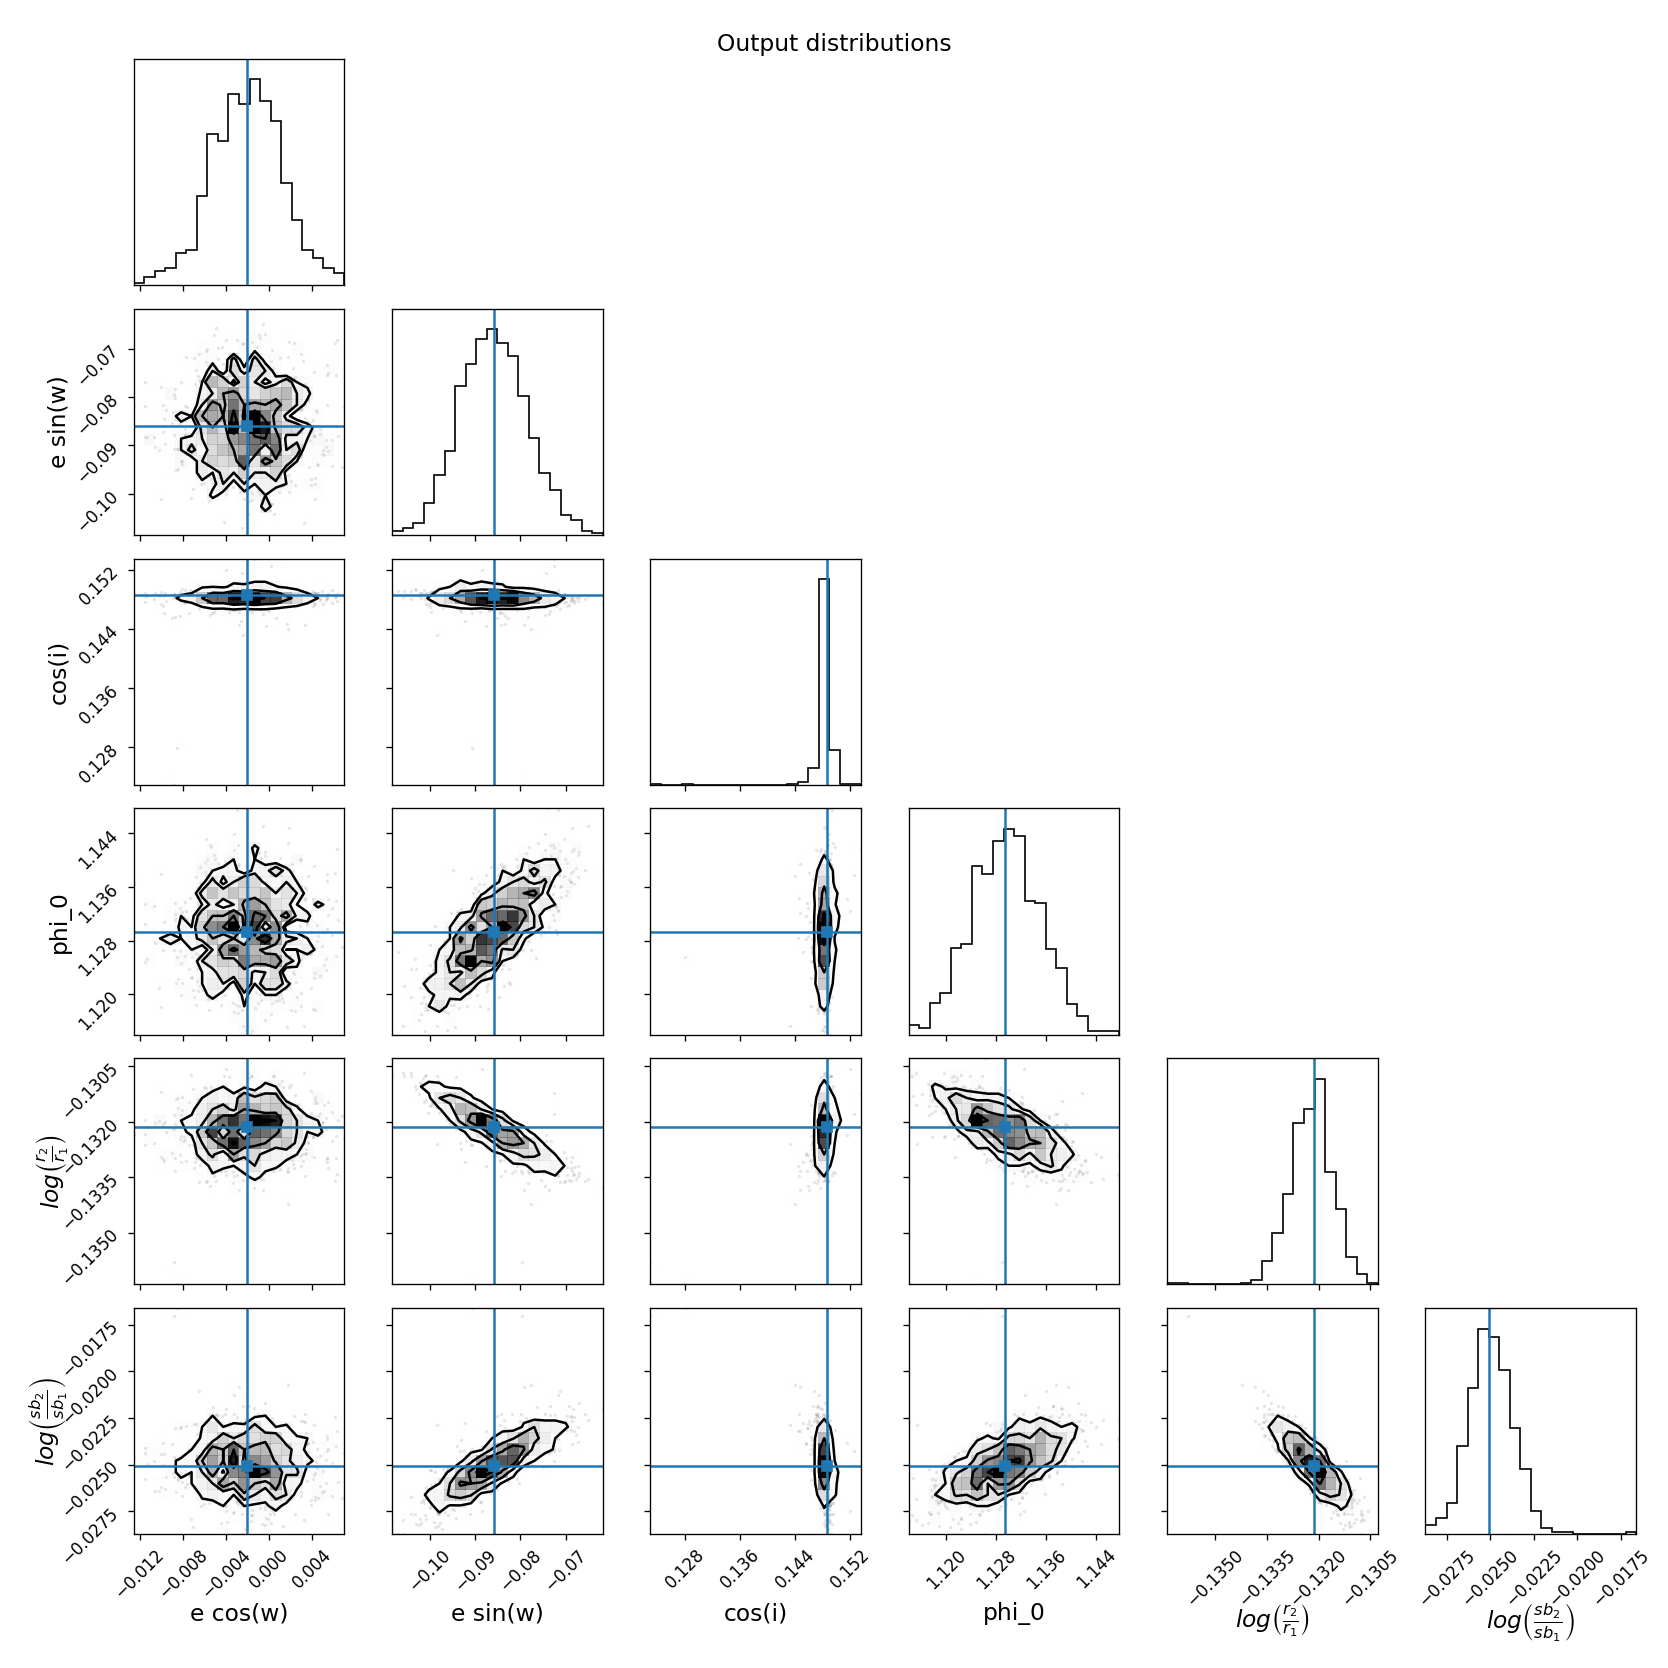 Output distributions
e sin(w)
−0.07
−0.08
−0.09
−0.10
cos(i)
0.152
0.144
0.136
0.128
phi_0
1.144
1.136
1.128
1.120
log(r₂/r₁)
−0.1305
−0.1320
−0.1335
−0.1350
log(sb₂/sb₁)
−0.0175
−0.0200
−0.0225
−0.0250
−0.0275
−0.012 −0.008 −0.004 0.000 0.004
−0.10 −0.09 −0.08 −0.07
0.128 0.136 0.144 0.152
1.120 1.128 1.136 1.144
−0.1350 −0.1335 −0.1320 −0.1305
−0.0275 −0.0250 −0.0225 −0.0200 −0.0175
e cos(w) e sin(w) cos(i) phi_0 log(r₂/r₁) log(sb₂/sb₁)